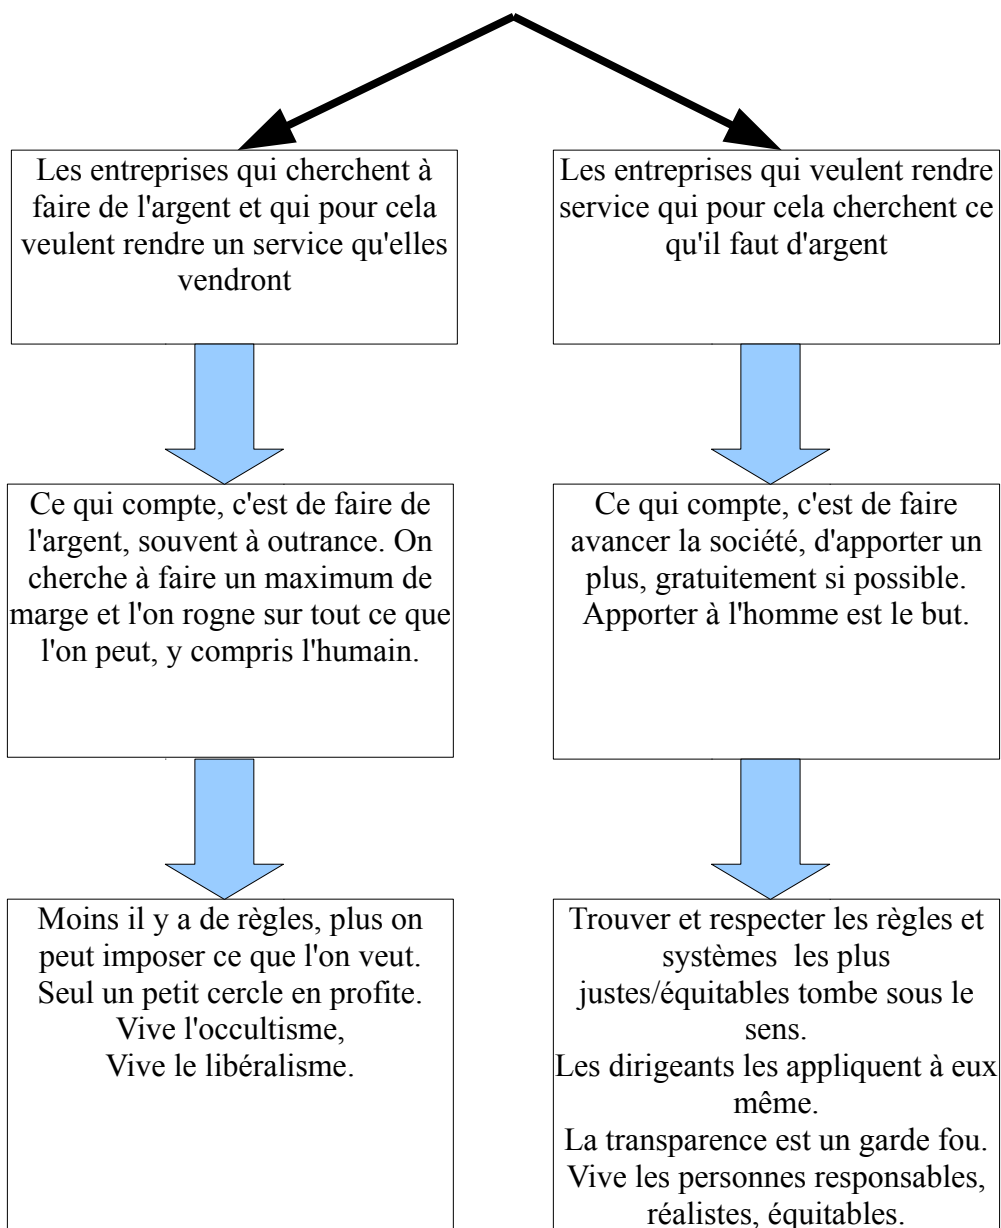 Les entreprises qui cherchent à
faire de l'argent et qui pour cela
veulent rendre un service qu'elles
vendront
Les entreprises qui veulent rendre
service qui pour cela cherchent ce
qu'il faut d'argent
Ce qui compte, c'est de faire de
l'argent, souvent à outrance. On
cherche à faire un maximum de
marge et l'on rogne sur tout ce que
l'on peut, y compris l'humain.
Ce qui compte, c'est de faire
avancer la société, d'apporter un
plus, gratuitement si possible.
Apporter à l'homme est le but.
Moins il y a de règles, plus on
peut imposer ce que l'on veut.
Seul un petit cercle en profite.
Vive l'occultisme,
Vive le libéralisme.
Trouver et respecter les règles et
systèmes  les plus
justes/équitables tombe sous le
sens.
Les dirigeants les appliquent à eux
même.
La transparence est un garde fou.
Vive les personnes responsables,
réalistes, équitables.